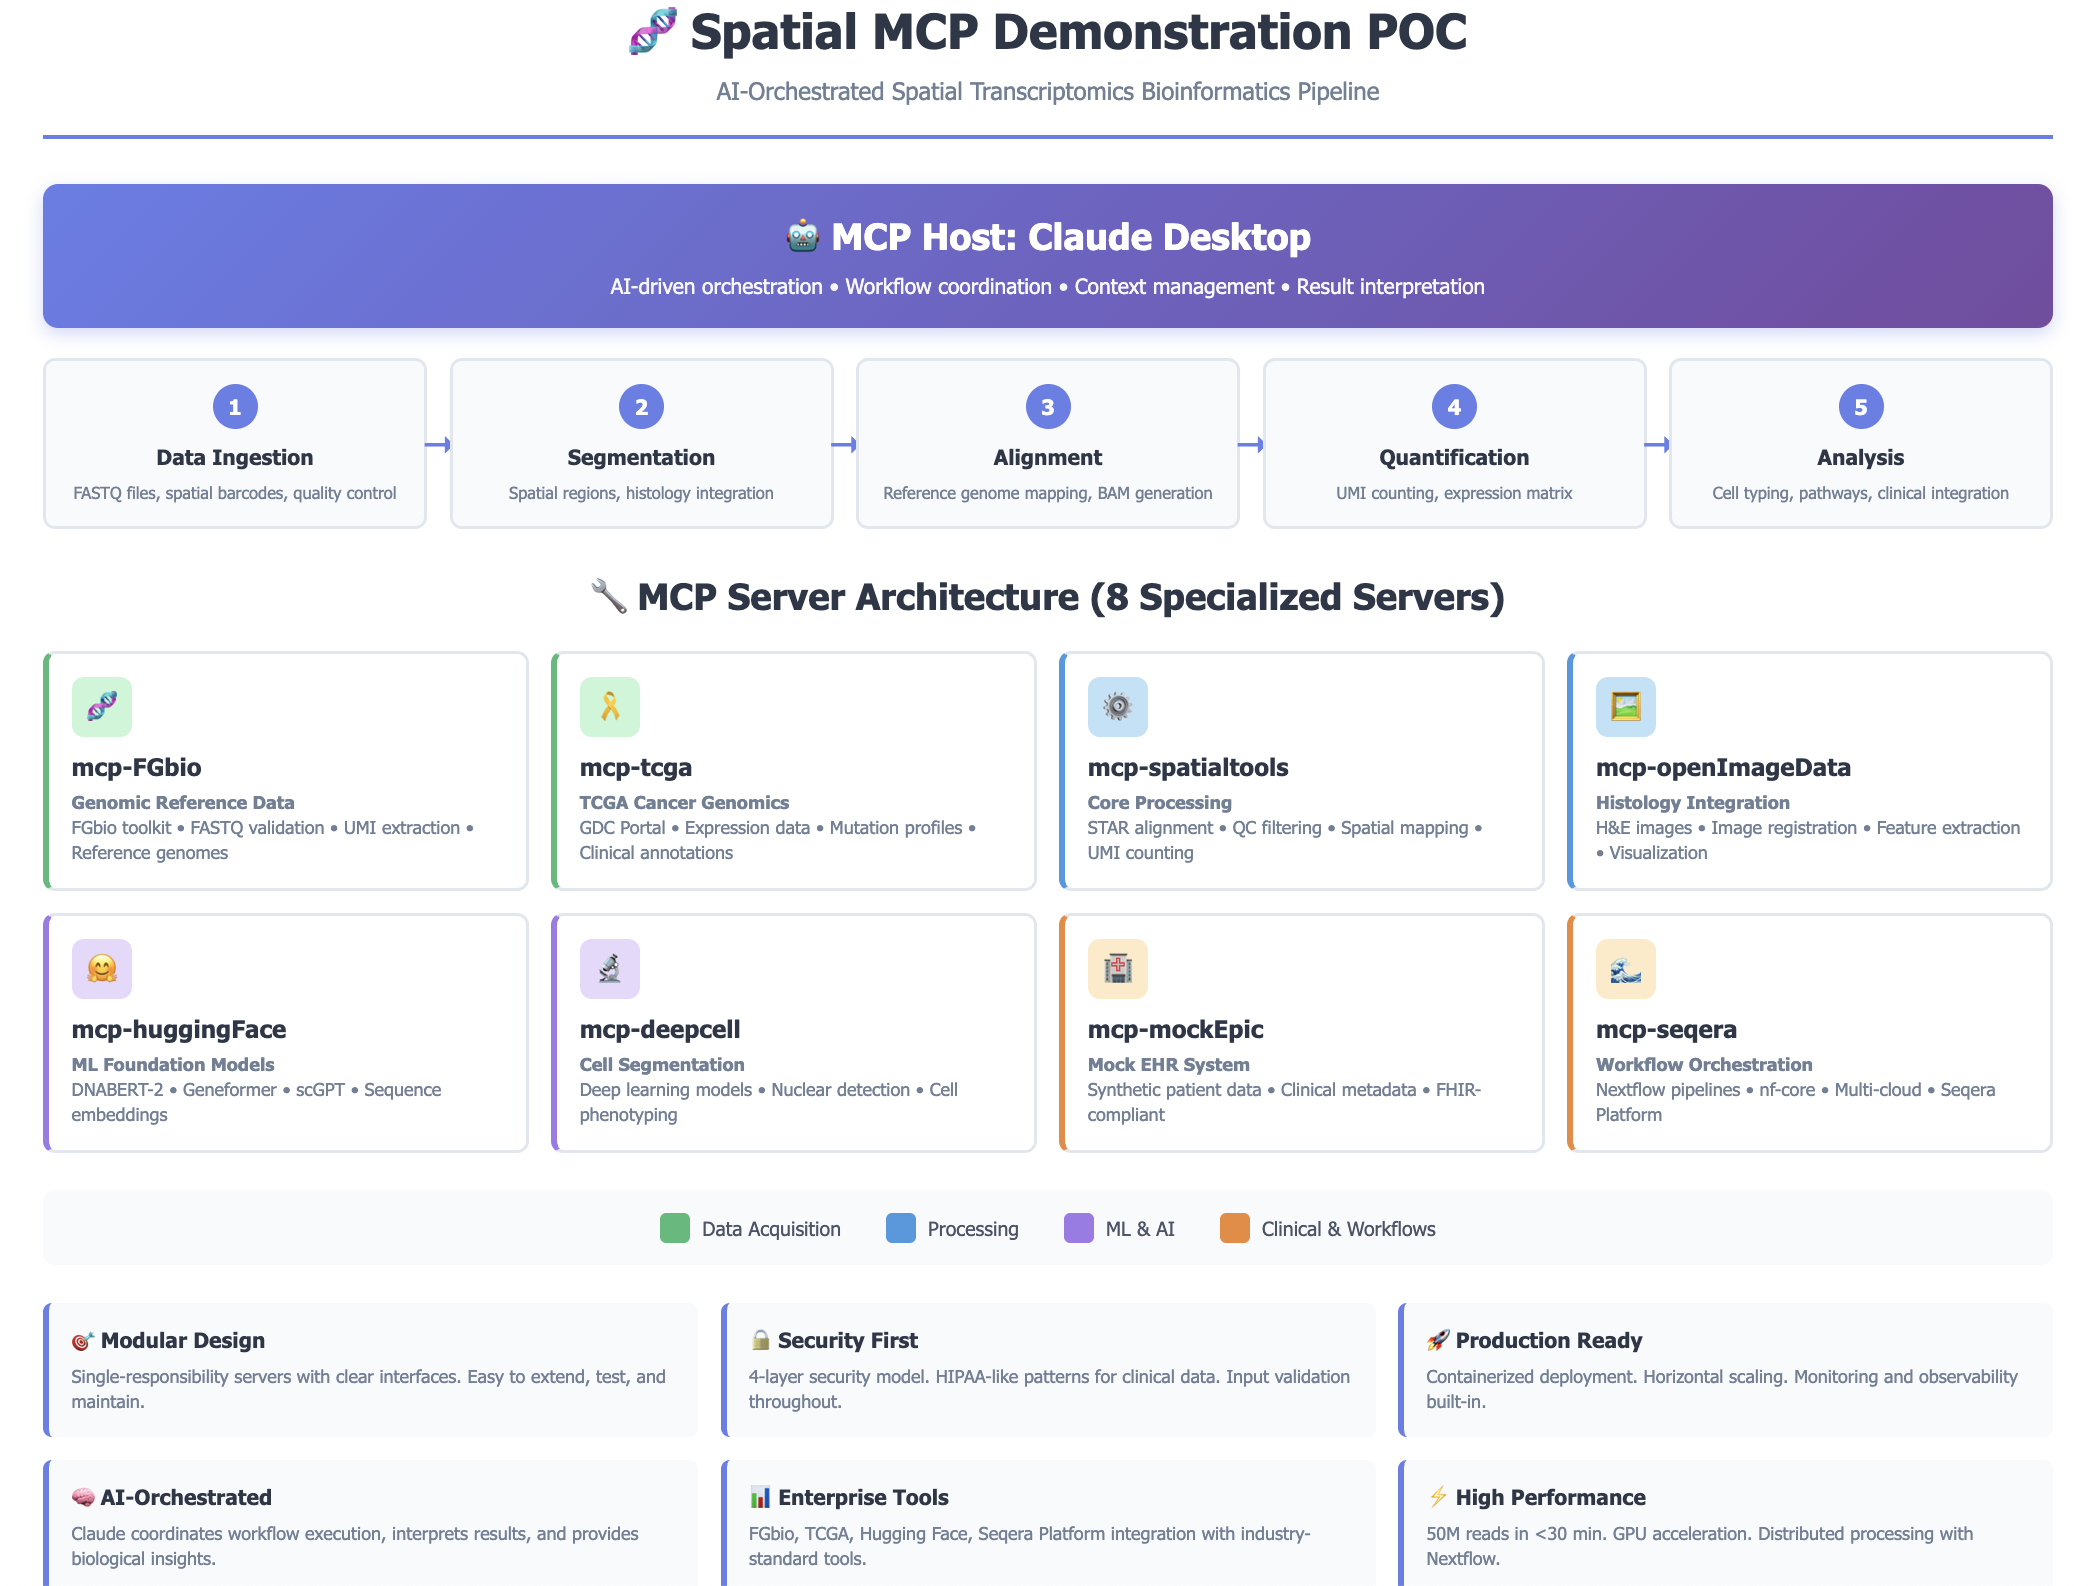 Spatial MCP Demonstration POC
AI-Orchestrated Spatial Transcriptomics Bioinformatics Pipeline
MCP Host: Claude Desktop
AI-driven orchestration • Workflow coordination • Context management • Result interpretation
1
Data Ingestion
FASTQ files, spatial barcodes, quality control
2
Segmentation
Spatial regions, histology integration
3
Alignment
Reference genome mapping, BAM generation
4
Quantification
UMI counting, expression matrix
5
Analysis
Cell typing, pathways, clinical integration
MCP Server Architecture (8 Specialized Servers)
mcp-FGbio
Genomic Reference Data
FGbio toolkit • FASTQ validation • UMI extraction •
Reference genomes
mcp-tcga
TCGA Cancer Genomics
GDC Portal • Expression data • Mutation profiles •
Clinical annotations
mcp-spatialtools
Core Processing
STAR alignment • QC filtering • Spatial mapping •
UMI counting
mcp-openImageData
Histology Integration
H&E images • Image registration • Feature extraction
• Visualization
mcp-huggingFace
ML Foundation Models
DNABERT-2 • Geneformer • scGPT • Sequence
embeddings
mcp-deepcell
Cell Segmentation
Deep learning models • Nuclear detection • Cell
phenotyping
mcp-mockEpic
Mock EHR System
Synthetic patient data • Clinical metadata • FHIR-
compliant
mcp-seqera
Workflow Orchestration
Nextflow pipelines • nf-core • Multi-cloud • Seqera
Platform
Data Acquisition
Processing
ML & AI
Clinical & Workflows
Modular Design
Single-responsibility servers with clear interfaces. Easy to extend, test, and
maintain.
Security First
4-layer security model. HIPAA-like patterns for clinical data. Input validation
throughout.
Production Ready
Containerized deployment. Horizontal scaling. Monitoring and observability
built-in.
AI-Orchestrated
Claude coordinates workflow execution, interprets results, and provides
biological insights.
Enterprise Tools
FGbio, TCGA, Hugging Face, Seqera Platform integration with industry-
standard tools.
High Performance
50M reads in <30 min. GPU acceleration. Distributed processing with
Nextflow.